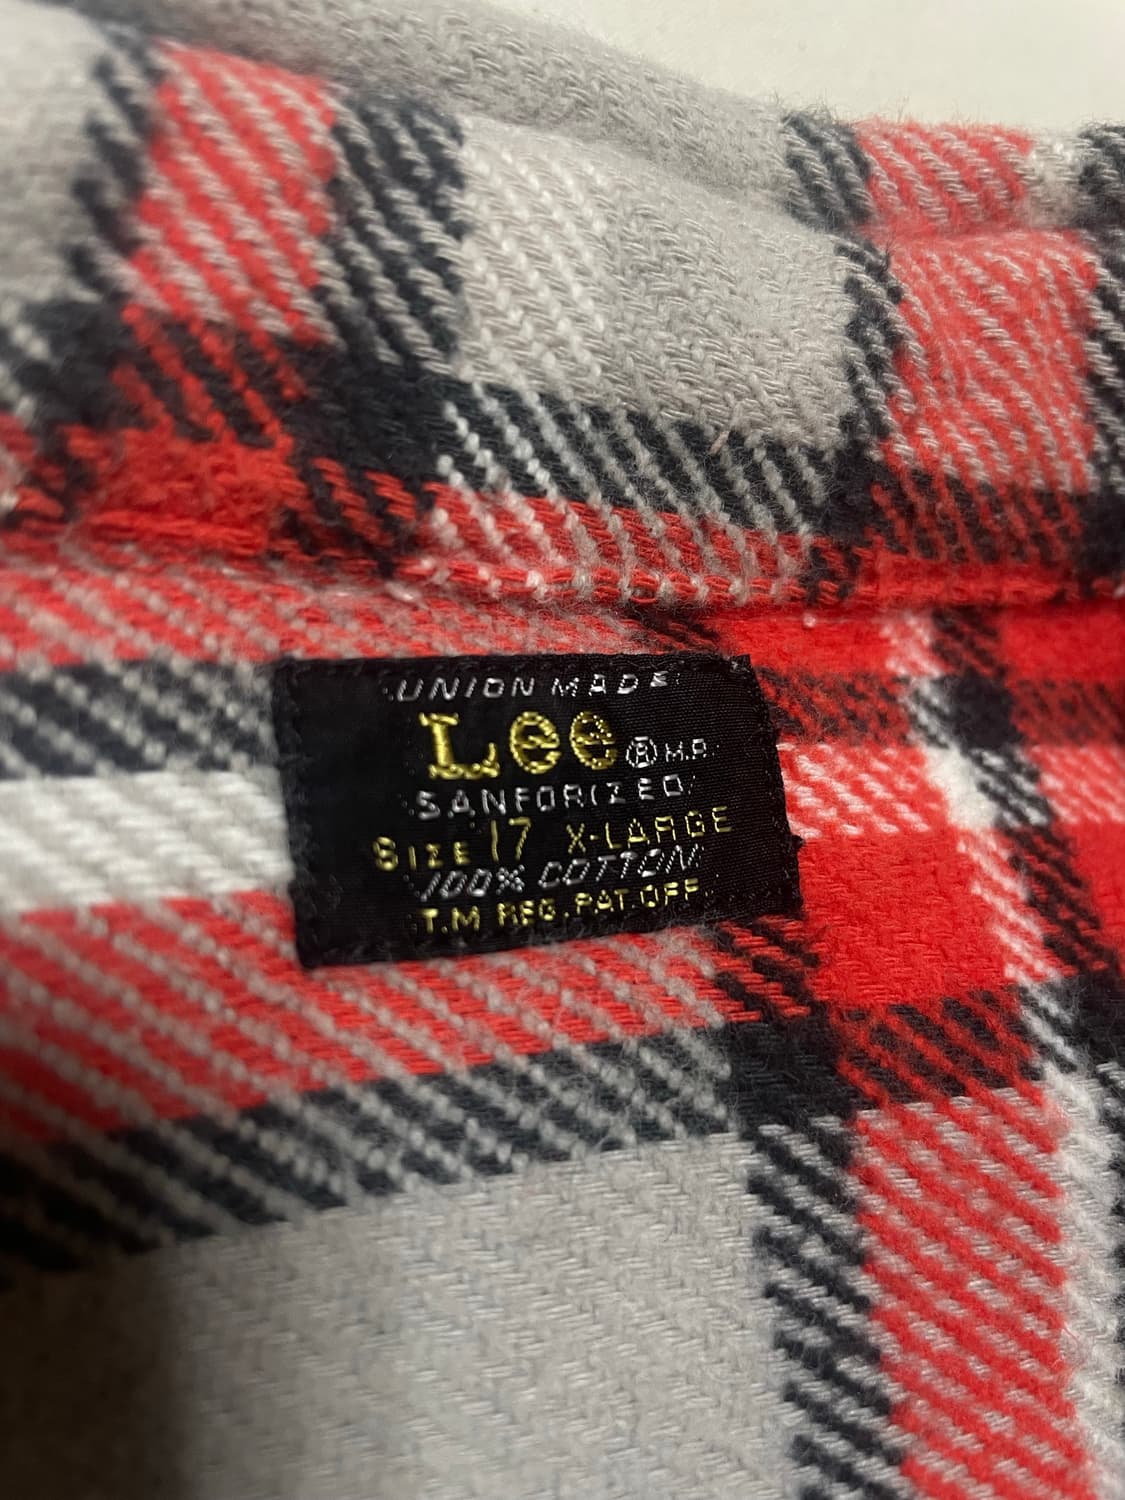 UNION MADE
Lee ® M.R.
SANFORIZED
SIZE 17 X-LARGE
100% COTTON
T.M REG. PAT. OFF